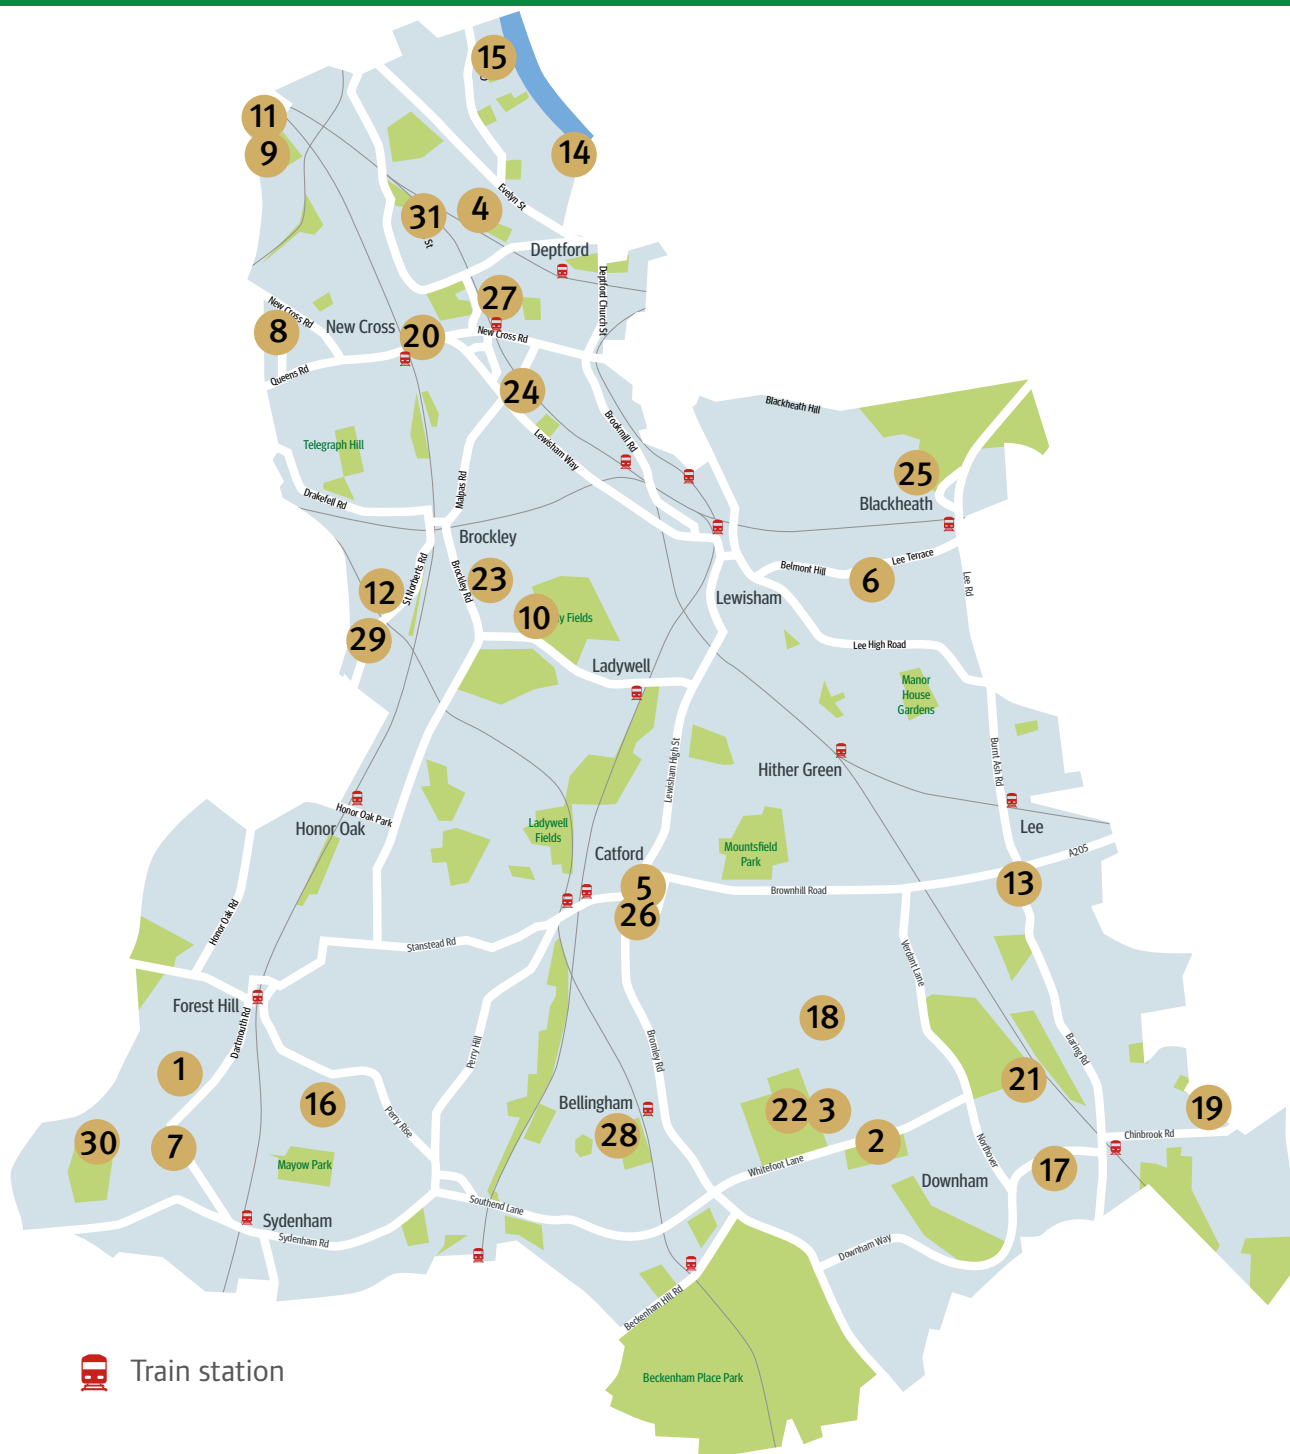 15
11
9
14
Evelyn St
31
4
St
Deptford
Deptford Church St
27
New Cross Rd
8
New Cross
20
New Cross Rd
Queens Rd
24
Blackheath Hill
Brookmill Rd
Telegraph Hill
Lewisham Way
25
Malpas Rd
Drakefell Rd
Blackheath
Brockley
St Norberts Rd
Brockley Rd
23
12
Belmont Hill
Lee Terrace
6
Lee Rd
Lewisham
10
y Fields
29
Lee High Road
Ladywell
Manor
House
Gardens
Lewisham High St
Burnt Ash Rd
Hither Green
Honor Oak Park
Honor Oak
Ladywell
Fields
Lee
Mountsfield
Park
Catford
A205
5
13
Brownhill Road
26
Honor Oak Rd
Stanstead Rd
Verdant Lane
Forest Hill
Dartmouth Rd
18
Perry Hill
Bromley Rd
Baring Rd
1
21
16
Bellingham
22
3
19
Perry Rise
28
30
7
2
Chinbrook Rd
Mayow Park
Whitefoot Lane
Northover
17
Downham
Southend Lane
Sydenham
Sydenham Rd
Downham Way
Beckenham Hill Rd
Train station
Beckenham Place Park